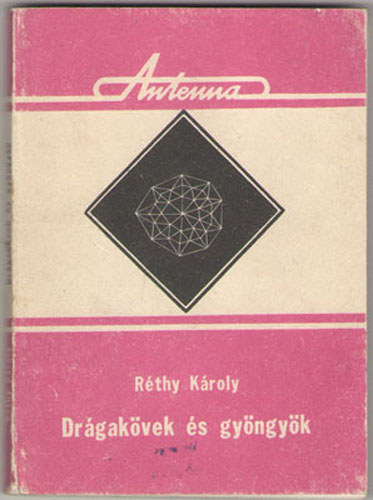 Antenna
Réthy Károly
Drágakövek és gyöngyök